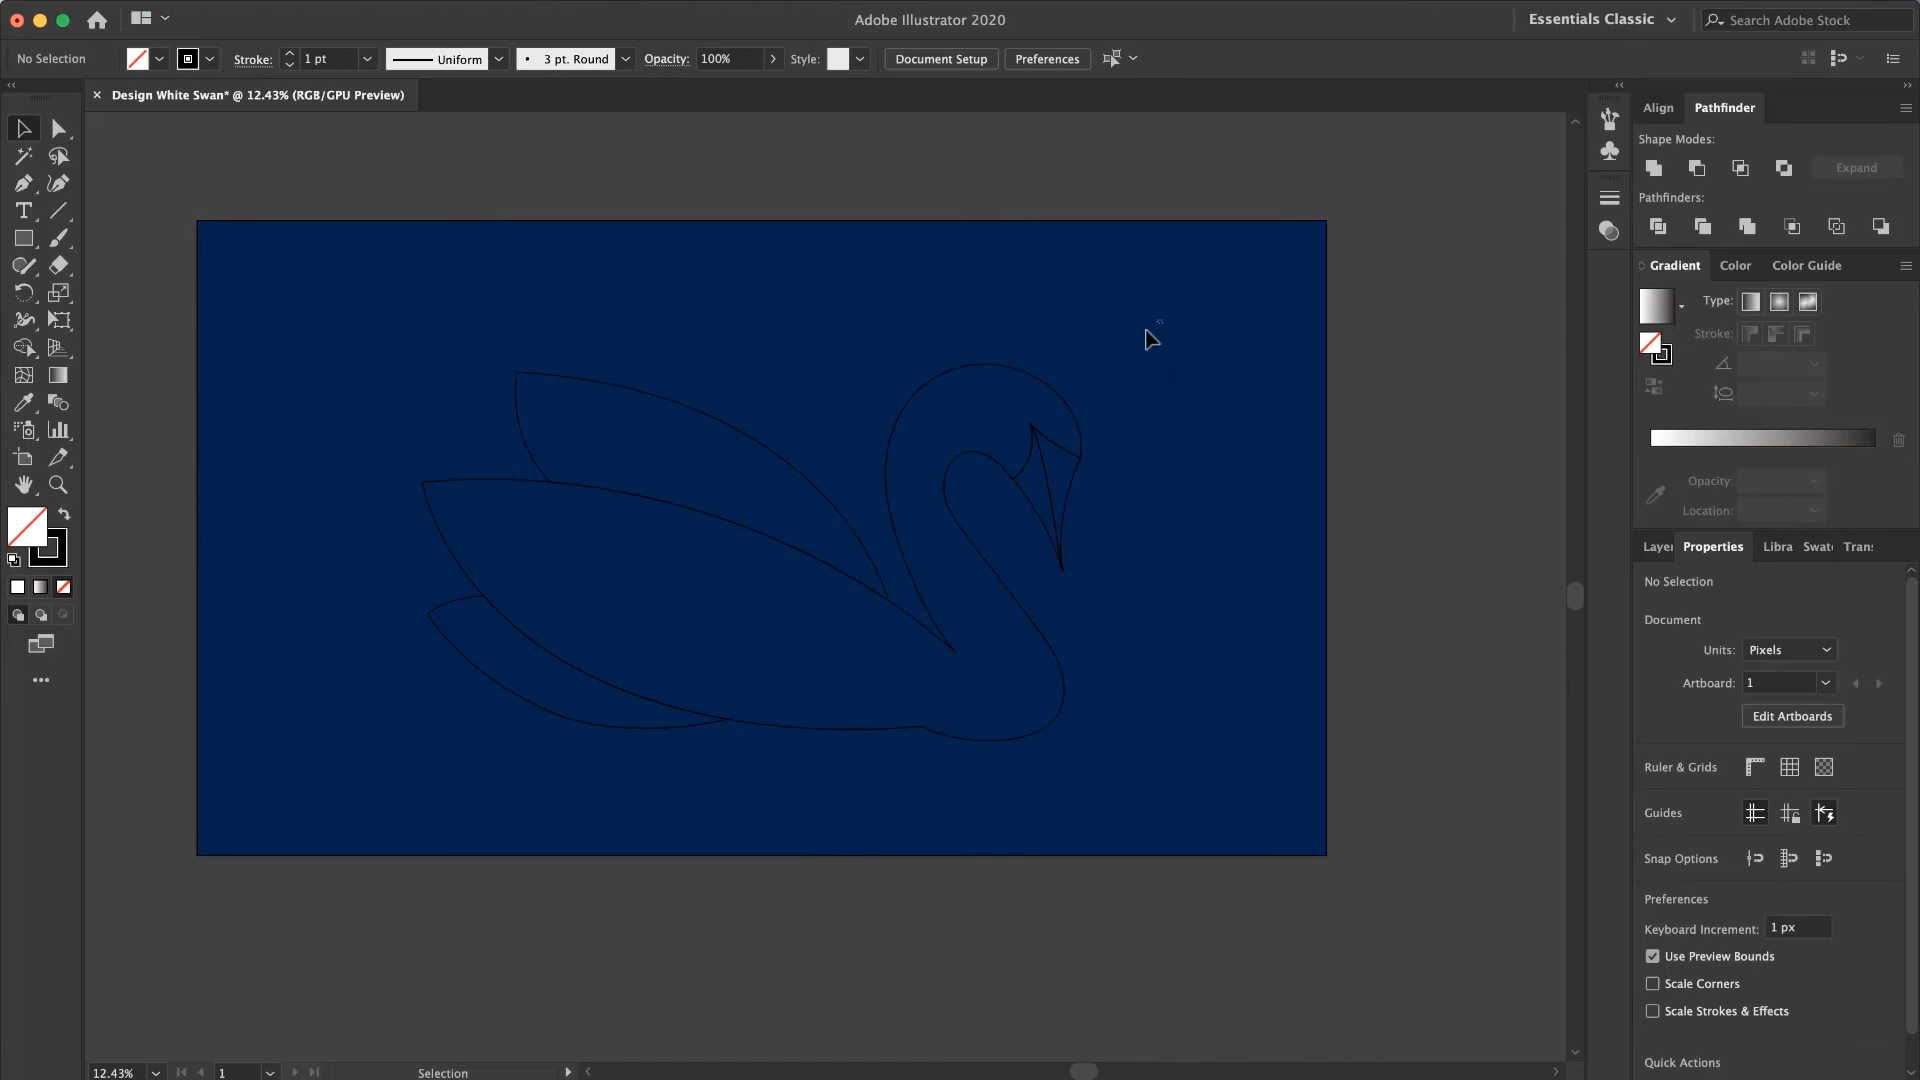 Adobe Illustrator 2020
Essentials Classic
Search Adobe Stock
No Selection
Stroke:
1 pt
Uniform
3 pt. Round
Opacity:
100%
Style:
Document Setup
Preferences
× Design White Swan* @ 12.43% (RGB/GPU Preview)
Align
Pathfinder
Shape Modes:
Expand
Pathfinders:
Gradient
Color
Color Guide
Type:
Stroke:
Opacity:
Location:
Layer
Properties
Libra
Swat
Tran
No Selection
Document
Units:
Pixels
Artboard:
1
Edit Artboards
Ruler & Grids
Guides
Snap Options
Preferences
Keyboard Increment:
1 px
Use Preview Bounds
Scale Corners
Scale Strokes & Effects
Quick Actions
12.43%
1
Selection